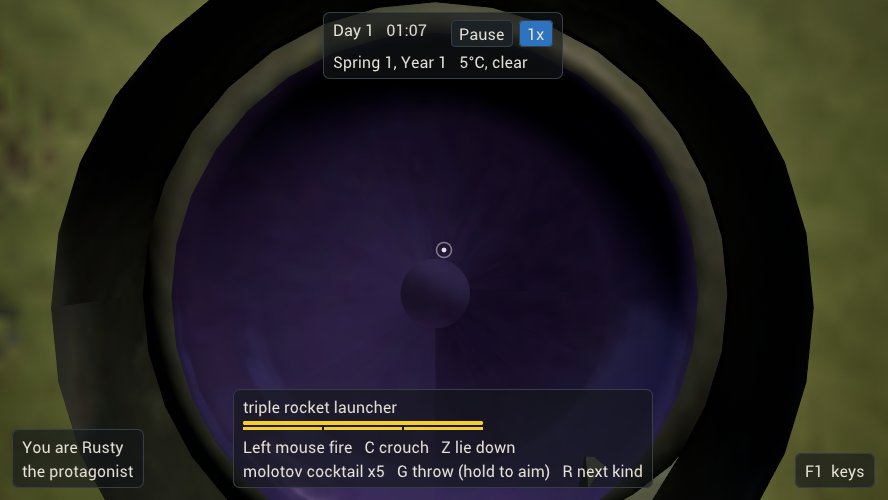 Day 1 01:07 Pause 1x
Spring 1, Year 1 5°C, clear
triple rocket launcher
Left mouse fire C crouch Z lie down
molotov cocktail x5 G throw (hold to aim) R next kind
You are Rusty
the protagonist
F1 keys